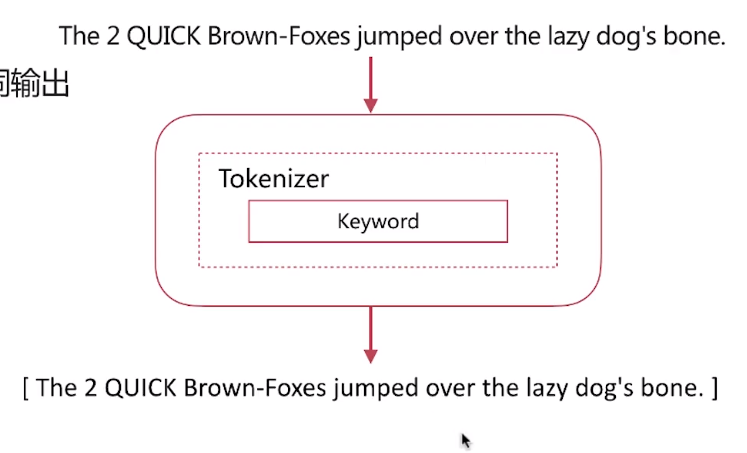 The 2 QUICK Brown-Foxes jumped over the lazy dog's bone.
词输出
Tokenizer
Keyword
[ The 2 QUICK Brown-Foxes jumped over the lazy dog's bone. ]